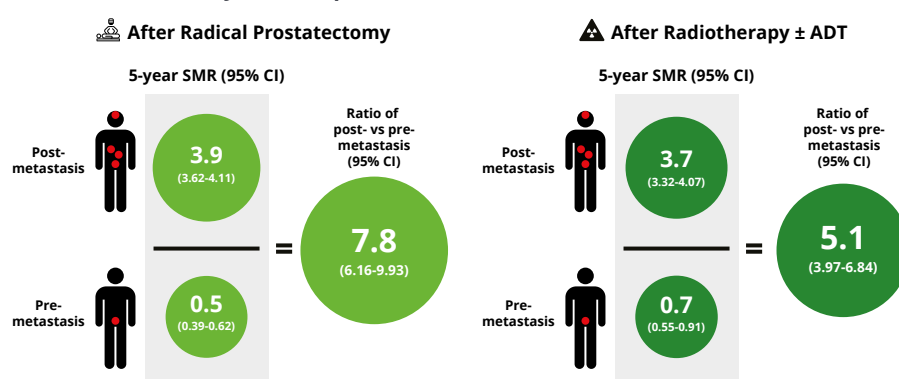 After Radical Prostatectomy
5-year SMR (95% CI)
Post-
metastasis
3.9
(3.62-4.11)
Ratio of
post- vs pre-
metastasis
(95% CI)
=
7.8
(6.16-9.93)
Pre-
metastasis
0.5
(0.39-0.62)
After Radiotherapy ± ADT
5-year SMR (95% CI)
Post-
metastasis
3.7
(3.32-4.07)
Ratio of
post- vs pre-
metastasis
(95% CI)
=
5.1
(3.97-6.84)
Pre-
metastasis
0.7
(0.55-0.91)